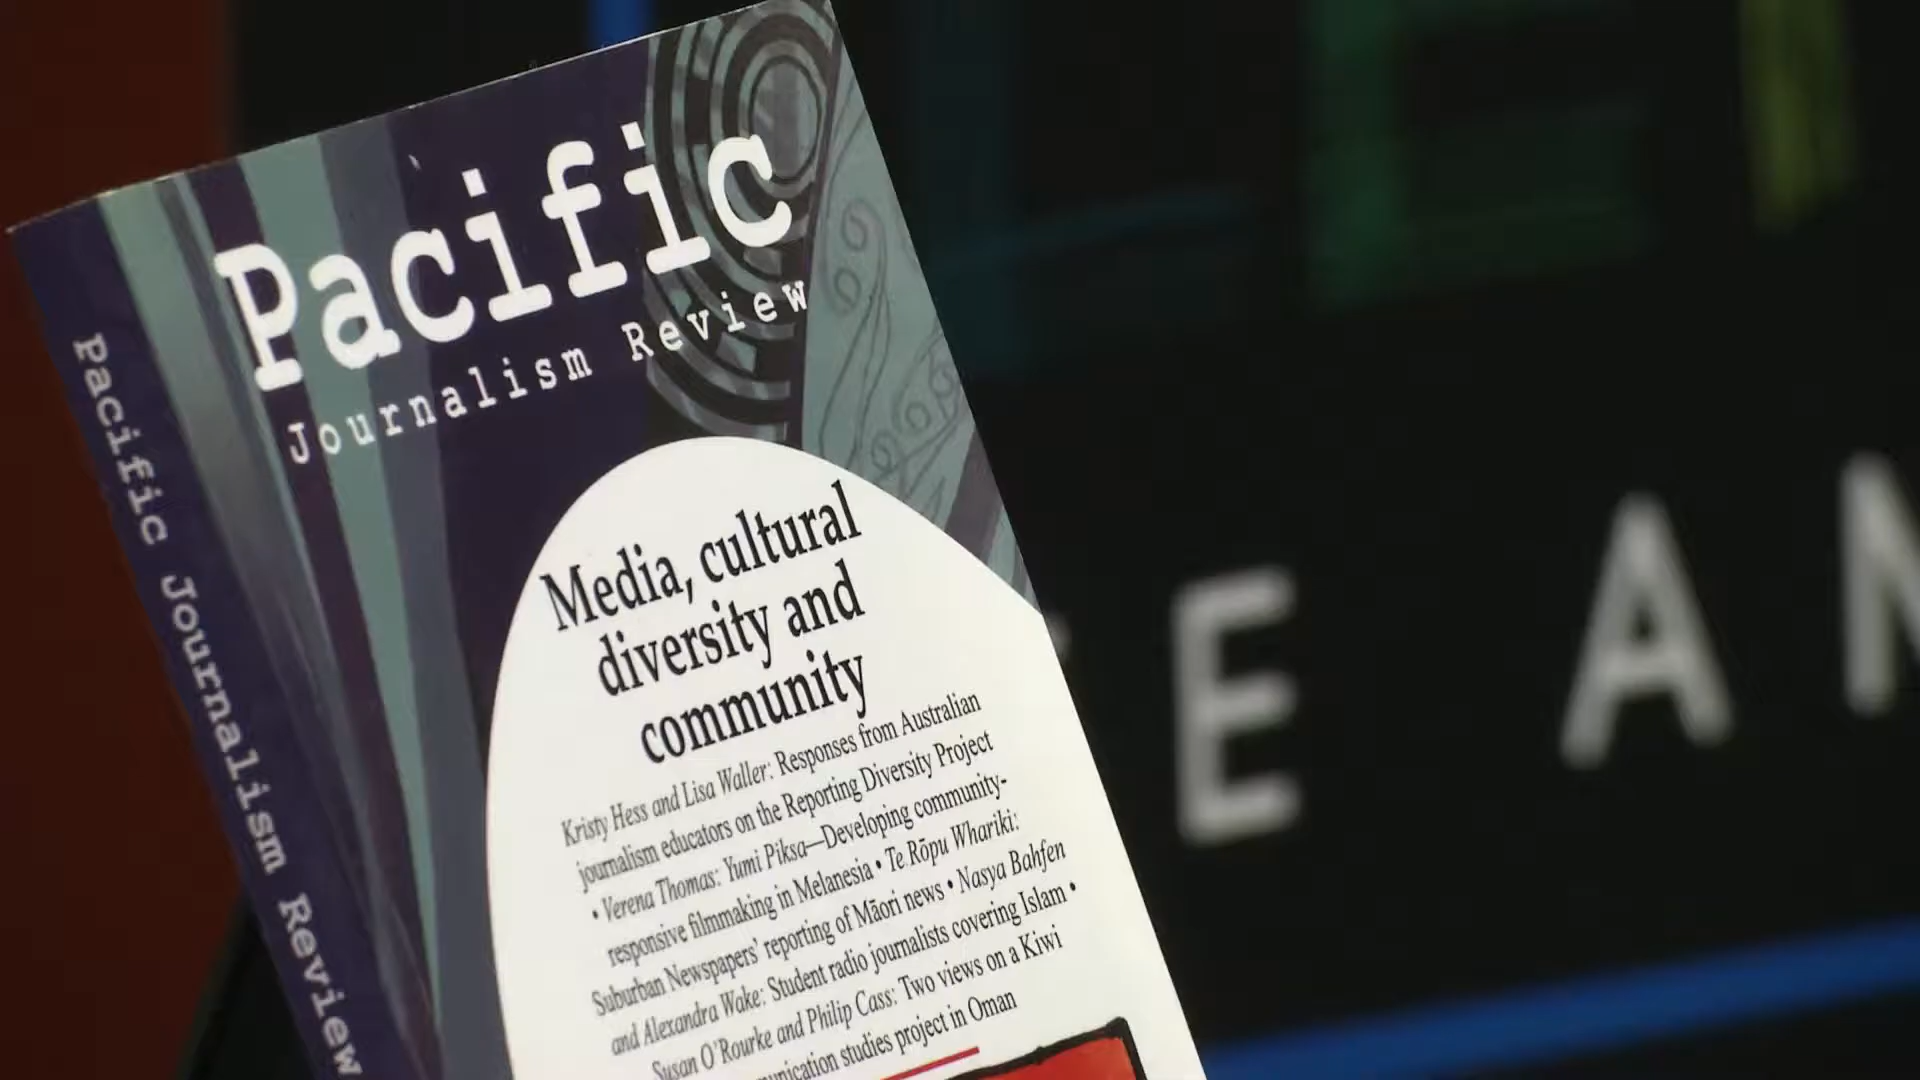 Pacific
Journalism Review
Media, cultural
diversity and
community
Kristy Hess and Lisa Waller: Responses from Australian
journalism educators on the Reporting Diversity Project
• Verena Thomas: Yumi Piksa—Developing community-
responsive filmmaking in Melanesia • Te Rōpu Whariki:
Suburban Newspapers' reporting of Māori news • Nasya Bahfen
and Alexandra Wake: Student radio journalists covering Islam •
Susan O'Rourke and Philip Cass: Two views on a Kiwi
studies project in Oman
Pacific Journalism Review
E AN